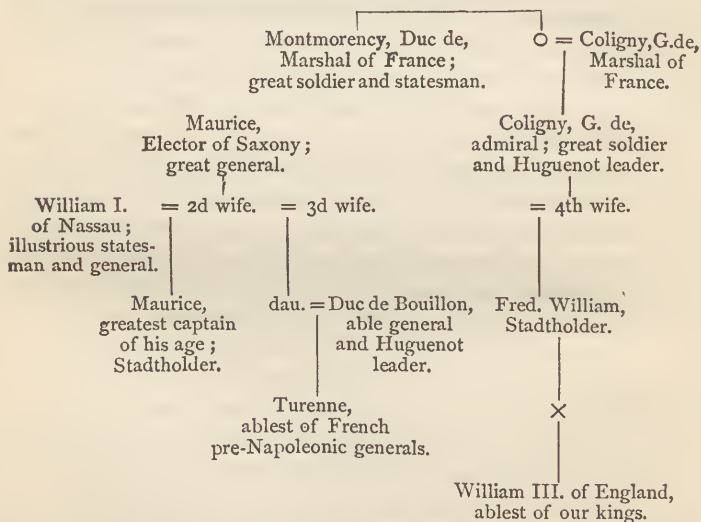 Montmorency, Duc de,
Marshal of France;
great soldier and statesman.
O = Coligny, G. de,
Marshal of
France.
Maurice,
Elector of Saxony;
great general.
Coligny, G. de,
admiral; great soldier
and Huguenot leader.
William I.
of Nassau;
illustrious states-
man and general.
= 2d wife.
= 3d wife.
= 4th wife.
Maurice,
greatest captain
of his age;
Stadtholder.
dau. = Duc de Bouillon,
able general
and Huguenot
leader.
Fred. William,
Stadtholder.
Turenne,
ablest of French
pre-Napoleonic generals.
×
William III. of England,
ablest of our kings.